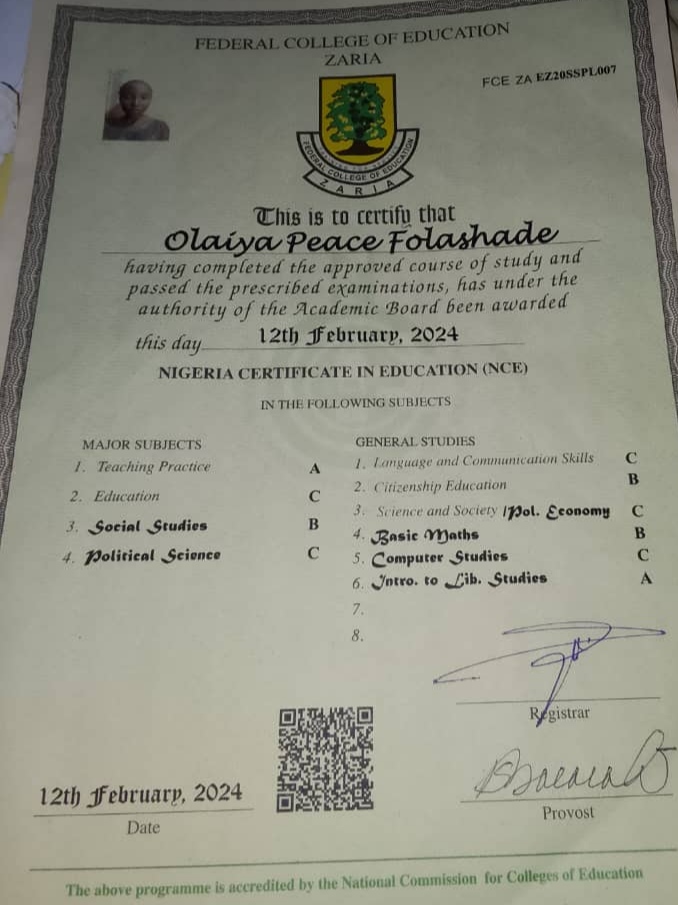 FEDERAL COLLEGE OF EDUCATION
ZARIA
FCE ZA EZ20SSPL007
FEDERAL COLLEGE OF EDUCATION
ZARIA
This is to certify that
Olaiya Peace Folashade
having completed the approved course of study and
passed the prescribed examinations, has under the
authority of the Academic Board been awarded
this day 12th February, 2024
NIGERIA CERTIFICATE IN EDUCATION (NCE)
IN THE FOLLOWING SUBJECTS
MAJOR SUBJECTS
1. Teaching Practice A
2. Education C
3. Social Studies B
4. Political Science C
GENERAL STUDIES
1. Language and Communication Skills C
2. Citizenship Education B
3. Science and Society /Pol. Economy C
4. Basic Maths B
5. Computer Studies C
6. Intro. to Lib. Studies A
7.
8.
Registrar
12th February, 2024
Date
Provost
The above programme is accredited by the National Commission for Colleges of Education